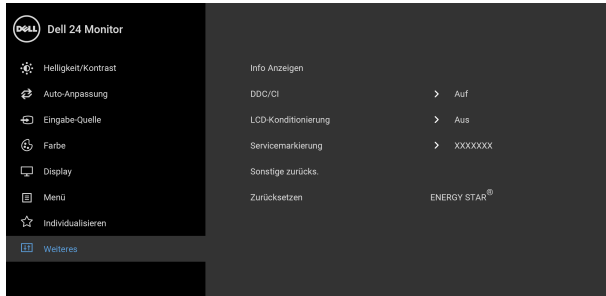 DELL Dell 24 Monitor
Helligkeit/Kontrast
Auto-Anpassung
Eingabe-Quelle
Farbe
Display
Menü
Individualisieren
Weiteres
Info Anzeigen
DDC/CI > Auf
LCD-Konditionierung > Aus
Servicemarkierung > XXXXXXX
Sonstige zurücks.
Zurücksetzen ENERGY STAR®